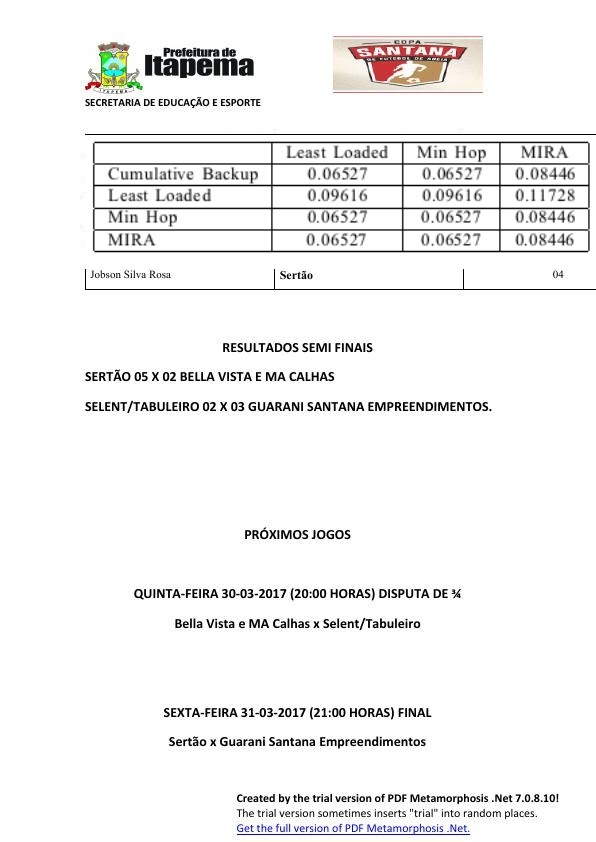 Prefeitura de
Itapema
ITAPEMA
COPA
SANTANA
DE FUTEBOL DE AREIA
SECRETARIA DE EDUCAÇÃO E ESPORTE
Least Loaded Min Hop MIRA
Cumulative Backup 0.06527 0.06527 0.08446
Least Loaded 0.09616 0.09616 0.11728
Min Hop 0.06527 0.06527 0.08446
MIRA 0.06527 0.06527 0.08446
Jobson Silva Rosa Sertão 04
RESULTADOS SEMI FINAIS
SERTÃO 05 X 02 BELLA VISTA E MA CALHAS
SELENT/TABULEIRO 02 X 03 GUARANI SANTANA EMPREENDIMENTOS.
PRÓXIMOS JOGOS
QUINTA-FEIRA 30-03-2017 (20:00 HORAS) DISPUTA DE ¾
Bella Vista e MA Calhas x Selent/Tabuleiro
SEXTA-FEIRA 31-03-2017 (21:00 HORAS) FINAL
Sertão x Guarani Santana Empreendimentos
Created by the trial version of PDF Metamorphosis .Net 7.0.8.10!
The trial version sometimes inserts "trial" into random places.
Get the full version of PDF Metamorphosis .Net.